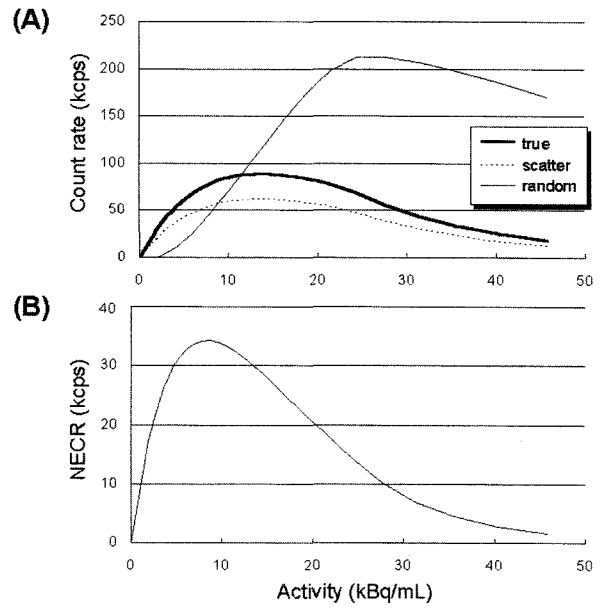 (A)
Count rate (kcps)
250
200
150
100
50
0
true
scatter
random
0 10 20 30 40 50
(B)
NECR (kcps)
40
30
20
10
0
0 10 20 30 40 50
Activity (kBq/mL)